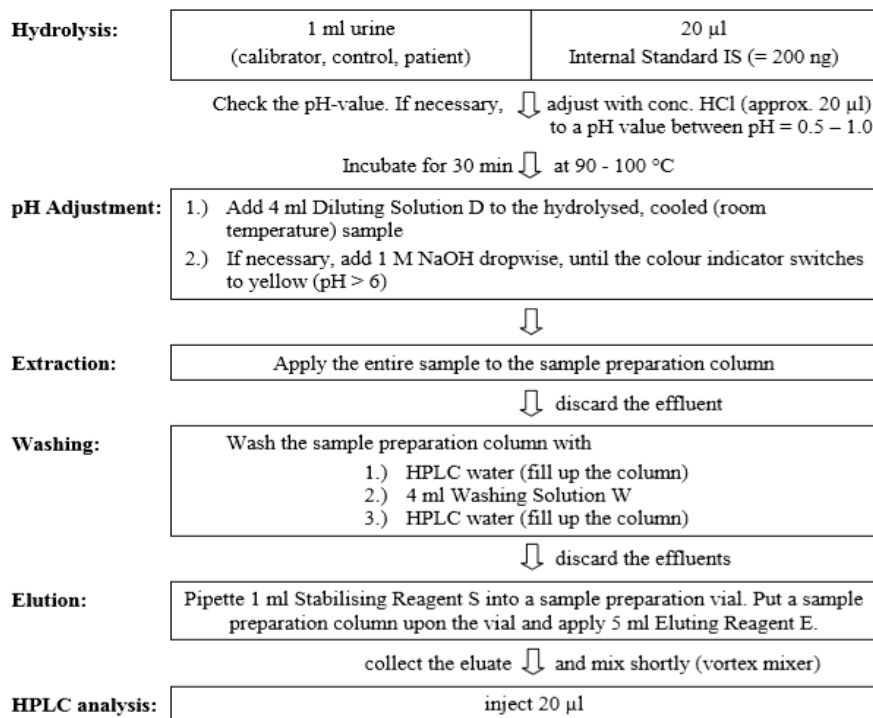 Hydrolysis:
1 ml urine
(calibrator, control, patient)
20 µl
Internal Standard IS (= 200 ng)
Check the pH-value. If necessary, adjust with conc. HCl (approx. 20 µl)
to a pH value between pH = 0.5 – 1.0
Incubate for 30 min at 90 - 100 °C
pH Adjustment:
1.) Add 4 ml Diluting Solution D to the hydrolysed, cooled (room
temperature) sample
2.) If necessary, add 1 M NaOH dropwise, until the colour indicator switches
to yellow (pH > 6)
Extraction:
Apply the entire sample to the sample preparation column
discard the effluent
Washing:
Wash the sample preparation column with
1.) HPLC water (fill up the column)
2.) 4 ml Washing Solution W
3.) HPLC water (fill up the column)
discard the effluents
Elution:
Pipette 1 ml Stabilising Reagent S into a sample preparation vial. Put a sample
preparation column upon the vial and apply 5 ml Eluting Reagent E.
collect the eluate and mix shortly (vortex mixer)
HPLC analysis:
inject 20 µl